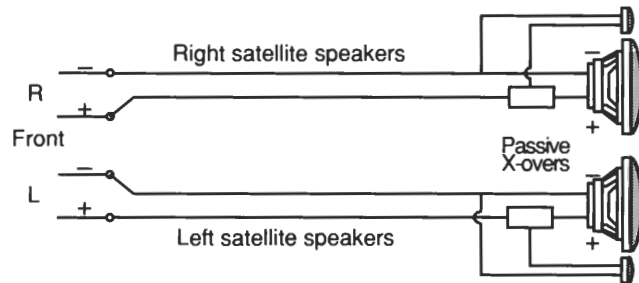 Right satellite speakers
−
R
+
Front
−
L
+
Left satellite speakers
Passive
X-overs
−
+
−
+